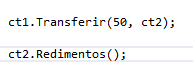 ct1.Transferir(50, ct2);
ct2.Redimentos();